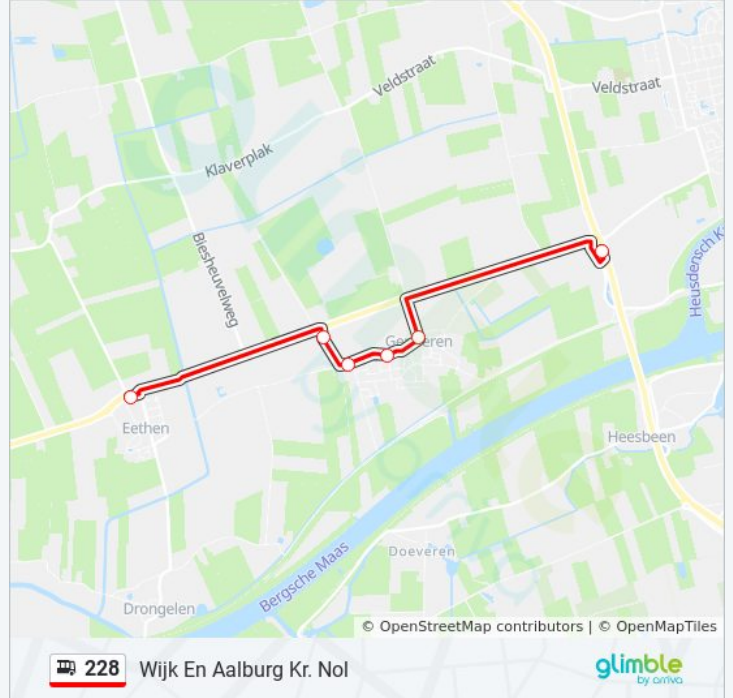 Veldstraat
Veldstraat
Klaverplak
Biesheuvelweg
Heusdensch K
Eethen
Heesbeen
Doeveren
Bergsche Maas
Drongelen
© OpenStreetMap contributors | © OpenMapTiles
228 Wijk En Aalburg Kr. Nol
glimble
by arriva